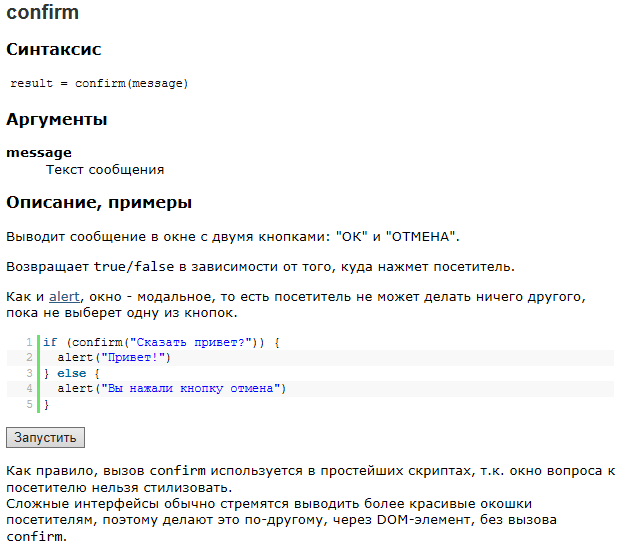 confirm
Синтаксис
result = confirm(message)
Аргументы
message
Текст сообщения
Описание, примеры
Выводит сообщение в окне с двумя кнопками: "ОК" и "ОТМЕНА".
Возвращает true/false в зависимости от того, куда нажмет посетитель.
Как и alert, окно - модальное, то есть посетитель не может делать ничего другого,
пока не выберет одну из кнопок.
1 if (confirm("Сказать привет?")) {
2   alert("Привет!")
3 } else {
4   alert("Вы нажали кнопку отмена")
5 }
Запустить
Как правило, вызов confirm используется в простейших скриптах, т.к. окно вопроса к
посетителю нельзя стилизовать.
Сложные интерфейсы обычно стремятся выводить более красивые окошки
посетителям, поэтому делают это по-другому, через DOM-элемент, без вызова
confirm.